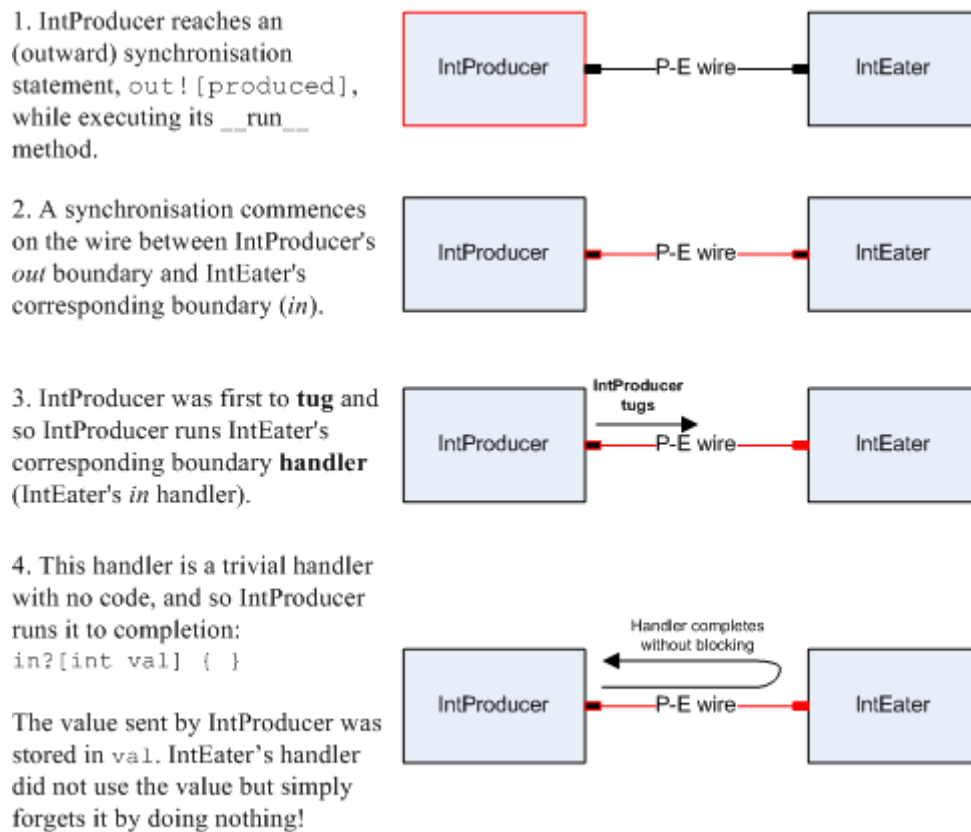 1. IntProducer reaches an
(outward) synchronisation
statement, out![produced],
while executing its __run__
method.
IntProducer
P-E wire
IntEater
2. A synchronisation commences
on the wire between IntProducer's
out boundary and IntEater's
corresponding boundary (in).
IntProducer
P-E wire
IntEater
3. IntProducer was first to tug and
so IntProducer runs IntEater's
corresponding boundary handler
(IntEater's in handler).
IntProducer
tugs
IntProducer
P-E wire
IntEater
4. This handler is a trivial handler
with no code, and so IntProducer
runs it to completion:
in?[int val] { }
The value sent by IntProducer was
stored in val. IntEater’s handler
did not use the value but simply
forgets it by doing nothing!
Handler completes
without blocking
IntProducer
P-E wire
IntEater